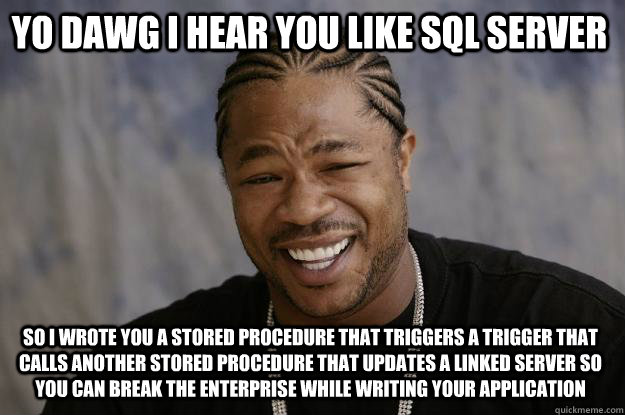 YO DAWG I HEAR YOU LIKE SQL SERVER
SO I WROTE YOU A STORED PROCEDURE THAT TRIGGERS A TRIGGER THAT
CALLS ANOTHER STORED PROCEDURE THAT UPDATES A LINKED SERVER SO
YOU CAN BREAK THE ENTERPRISE WHILE WRITING YOUR APPLICATION
quickmeme.com